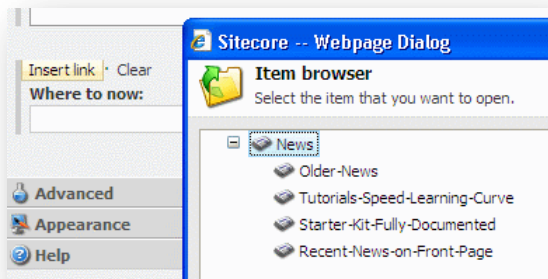 Sitecore -- Webpage Dialog
Insert link · Clear
Where to now:
Item browser
Select the item that you want to open.
News
Older-News
Tutorials-Speed-Learning-Curve
Starter-Kit-Fully-Documented
Recent-News-on-Front-Page
Advanced
Appearance
Help